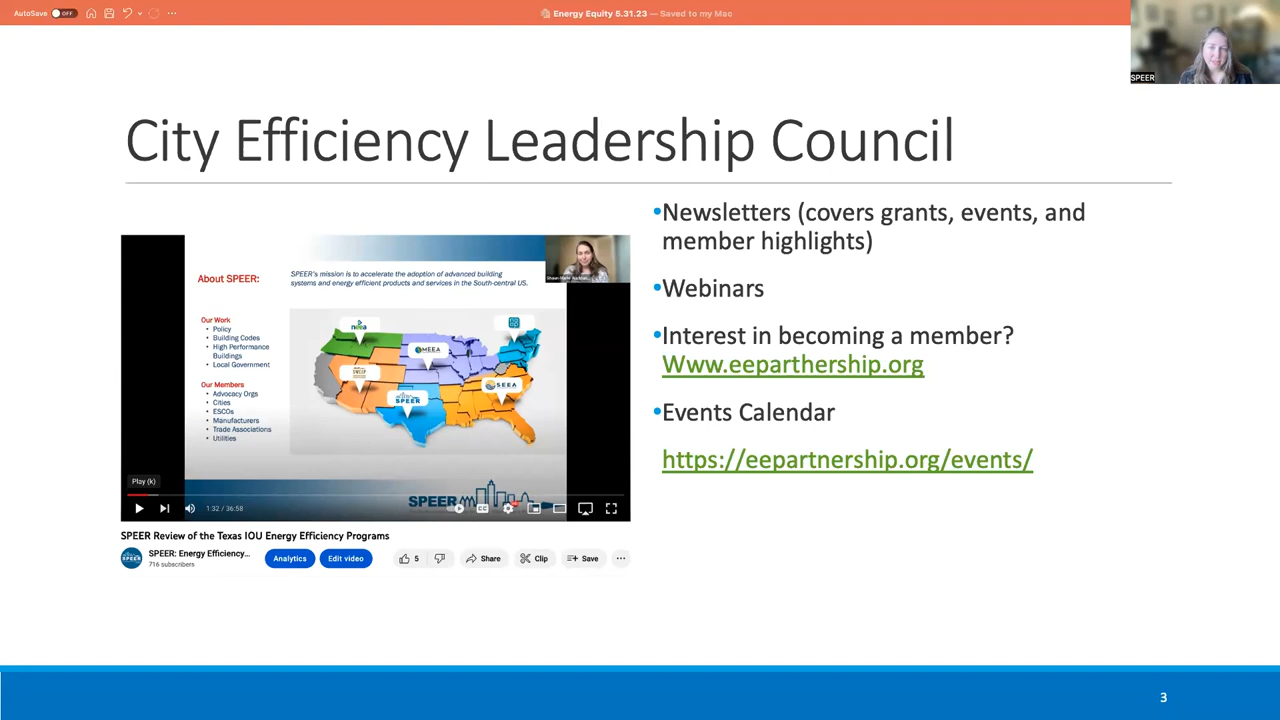 AutoSave OFF
Energy Equity 5.31.23 — Saved to my Mac
SPEER
City Efficiency Leadership Council
•Newsletters (covers grants, events, and
member highlights)
•Webinars
•Interest in becoming a member?
Www.eeparthership.org
•Events Calendar
https://eepartnership.org/events/
About SPEER:
SPEER's mission is to accelerate the adoption of advanced building
systems and energy efficient products and services in the South-central US.
Our Work
• Policy
• Building Codes
• High Performance
Buildings
• Local Government
Our Members
• Advocacy Orgs
• Cities
• ESCOs
• Manufacturers
• Trade Associations
• Utilities
neea
MEEA
SWEEP
SPEER
SEEA
SPEER
Play (k)
1:32 / 36:58
CC
SPEER Review of the Texas IOU Energy Efficiency Programs
SPEER: Energy Efficiency...
716 subscribers
Analytics
Edit video
5
Share
Clip
Save
3